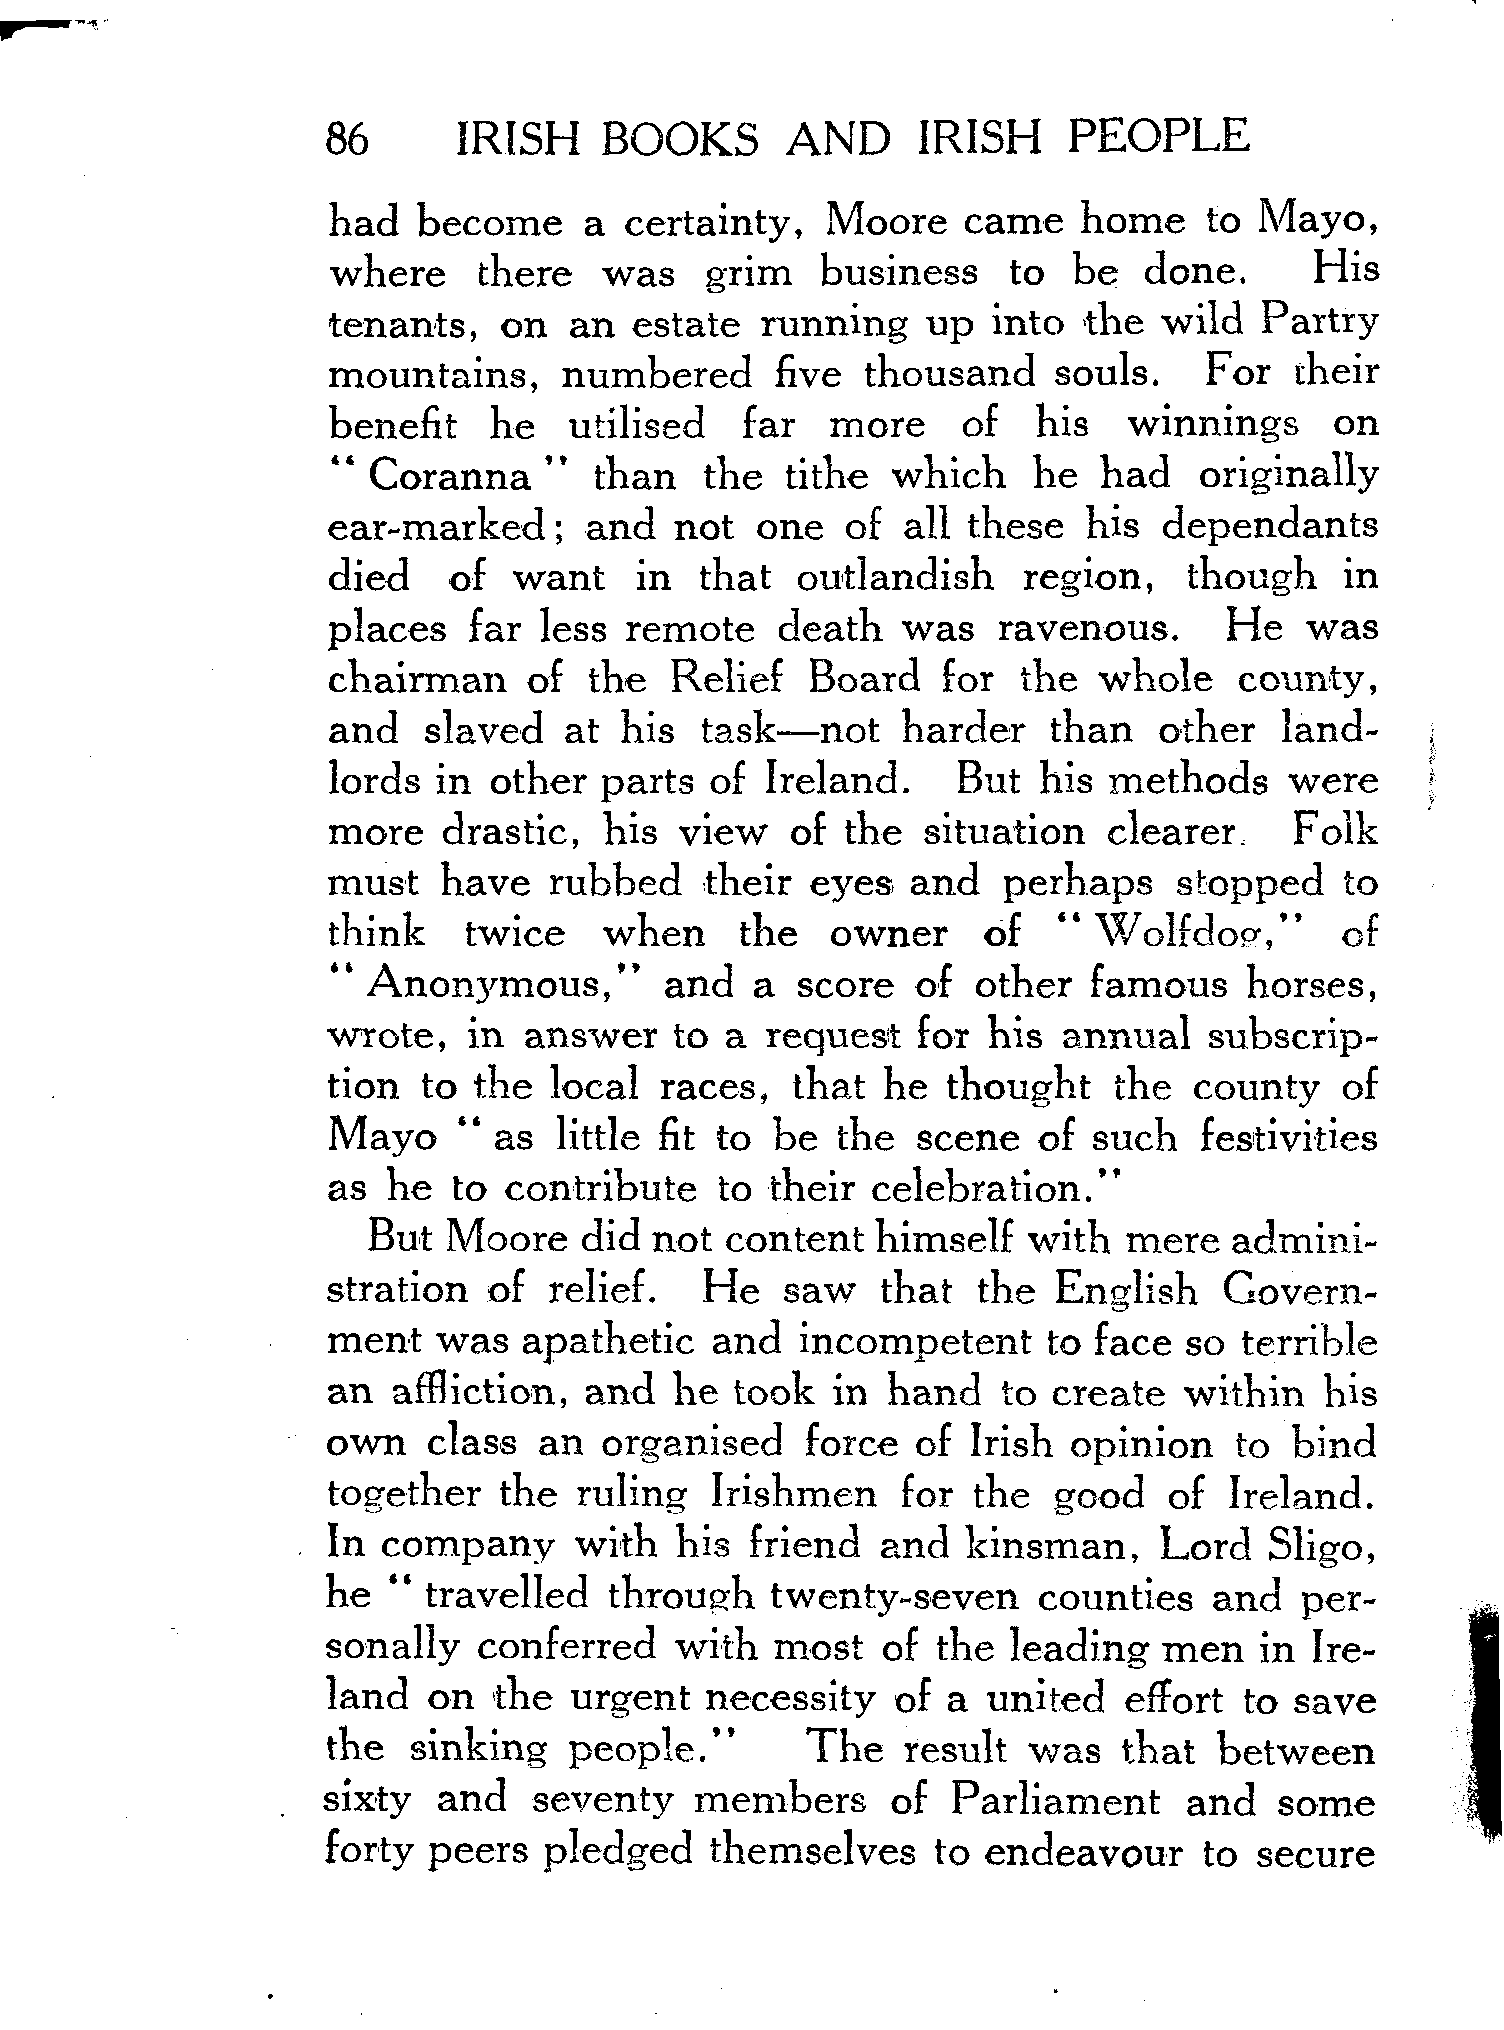 86 IRISH BOOKS AND IRISH PEOPLE
had become a certainty, Moore came home to Mayo,
where there was grim business to be done. His
tenants, on an estate running up into the wild Partry
mountains, numbered five thousand souls. For their
benefit he utilised far more of his winnings on
“ Coranna ” than the tithe which he had originally
ear-marked ; and not one of all these his dependants
died of want in that outlandish region, though in
places far less remote death was ravenous. He was
chairman of the Relief Board for the whole county,
and slaved at his task—not harder than other land-
lords in other parts of Ireland. But his methods were
more drastic, his view of the situation clearer. Folk
must have rubbed their eyes and perhaps stopped to
think twice when the owner of “ Wolfdog,” of
“ Anonymous,” and a score of other famous horses,
wrote, in answer to a request for his annual subscrip-
tion to the local races, that he thought the county of
Mayo “ as little fit to be the scene of such festivities
as he to contribute to their celebration.”
But Moore did not content himself with mere admini-
stration of relief. He saw that the English Govern-
ment was apathetic and incompetent to face so terrible
an affliction, and he took in hand to create within his
own class an organised force of Irish opinion to bind
together the ruling Irishmen for the good of Ireland.
In company with his friend and kinsman, Lord Sligo,
he “ travelled through twenty-seven counties and per-
sonally conferred with most of the leading men in Ire-
land on the urgent necessity of a united effort to save
the sinking people.” The result was that between
sixty and seventy members of Parliament and some
forty peers pledged themselves to endeavour to secure